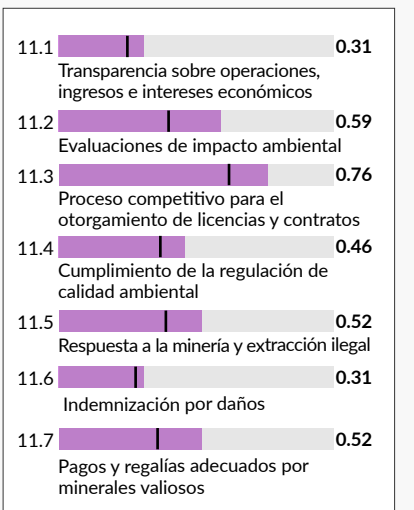 11.1 0.31
Transparencia sobre operaciones,
ingresos e intereses económicos
11.2 0.59
Evaluaciones de impacto ambiental
11.3 0.76
Proceso competitivo para el
otorgamiento de licencias y contratos
11.4 0.46
Cumplimiento de la regulación de
calidad ambiental
11.5 0.52
Respuesta a la minería y extracción ilegal
11.6 0.31
Indemnización por daños
11.7 0.52
Pagos y regalías adecuados por
minerales valiosos